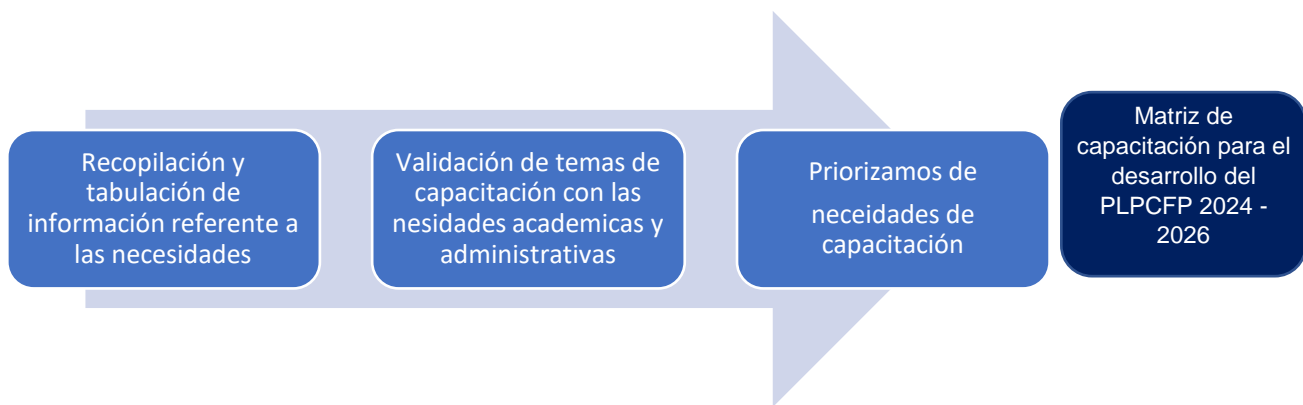 Recopilación y
tabulación de
información referente a
las necesidades
Validación de temas de
capacitación con las
nesidades academicas y
administrativas
Priorizamos de
neceidades de
capacitación
Matriz de
capacitación para el
desarrollo del
PLPCFP 2024 -
2026